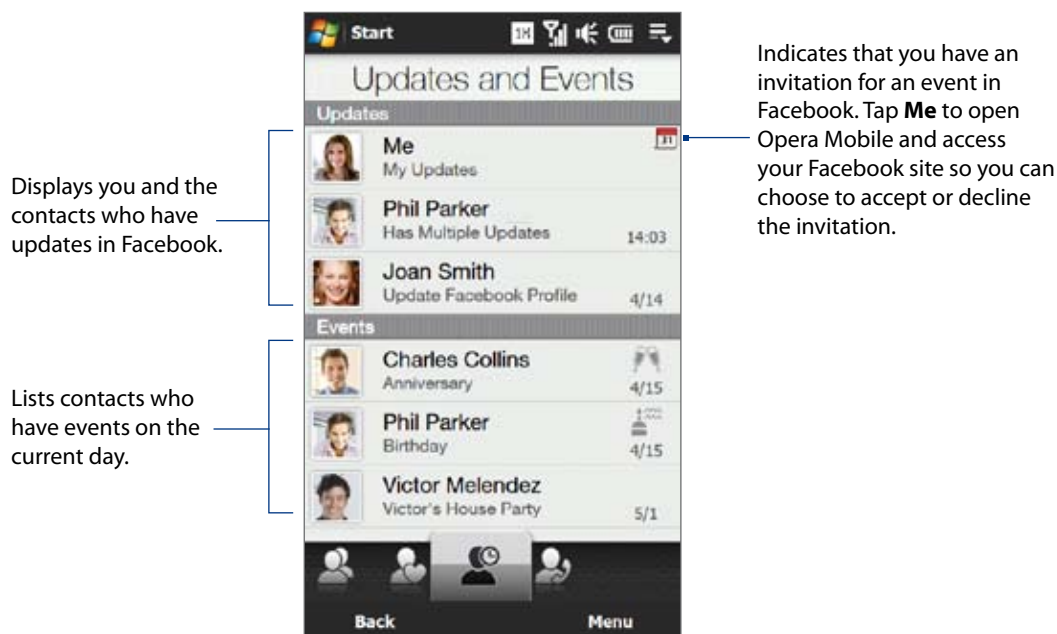 Start
1X
Updates and Events
Updates
Me
My Updates
31
Phil Parker
Has Multiple Updates
14:03
Joan Smith
Update Facebook Profile
4/14
Events
Charles Collins
Anniversary
4/15
Phil Parker
Birthday
4/15
Victor Melendez
Victor's House Party
5/1
Back
Menu
Displays you and the
contacts who have
updates in Facebook.
Lists contacts who
have events on the
current day.
Indicates that you have an
invitation for an event in
Facebook. Tap Me to open
Opera Mobile and access
your Facebook site so you can
choose to accept or decline
the invitation.